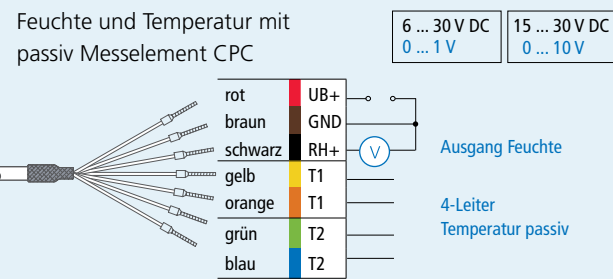 Feuchte und Temperatur mit
passiv Messelement CPC
6 ... 30 V DC
0 ... 1 V
15 ... 30 V DC
0 ... 10 V
rot UB+
braun GND
schwarz RH+ V Ausgang Feuchte
gelb T1
orange T1 4-Leiter
Temperatur passiv
grün T2
blau T2